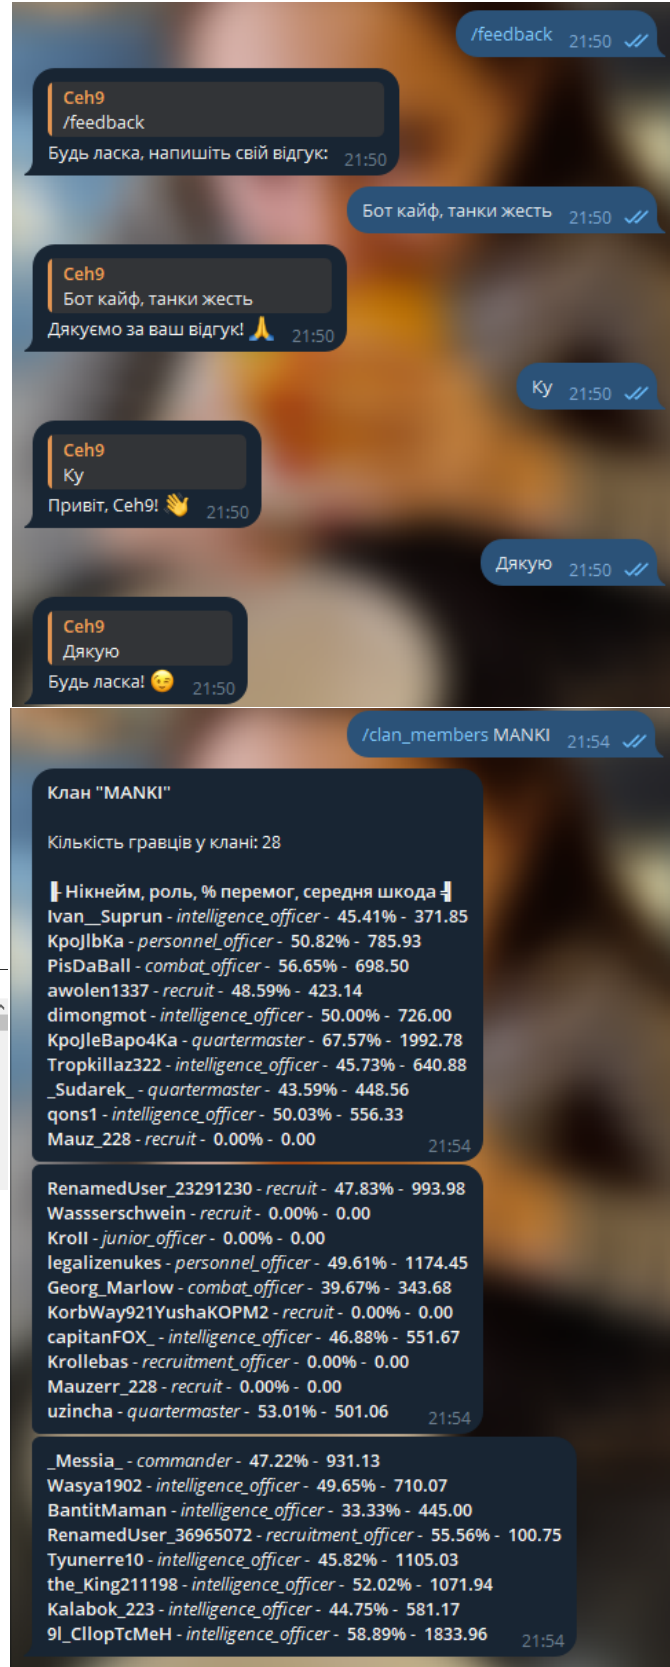 /feedback 21:50
Ceh9
/feedback
Будь ласка, напишіть свій відгук: 21:50
Бот кайф, танки жесть 21:50
Ceh9
Бот кайф, танки жесть
Дякуємо за ваш відгук! 🙏 21:50
Ку 21:50
Ceh9
Ку
Привіт, Ceh9! 👋 21:50
Дякую 21:50
Ceh9
Дякую
Будь ласка! 😉 21:50
/clan_members MANKI 21:54
Клан "MANKI"
Кількість гравців у клані: 28
╟ Нікнейм, роль, % перемог, середня шкода ╢
Ivan__Suprun - intelligence_officer - 45.41% - 371.85
KpoJlbKa - personnel_officer - 50.82% - 785.93
PisDaBall - combat_officer - 56.65% - 698.50
awolen1337 - recruit - 48.59% - 423.14
dimongmot - intelligence_officer - 50.00% - 726.00
KpoJleBapo4Ka - quartermaster - 67.57% - 1992.78
Tropkillaz322 - intelligence_officer - 45.73% - 640.88
_Sudarek_ - quartermaster - 43.59% - 448.56
qons1 - intelligence_officer - 50.03% - 556.33
Mauz_228 - recruit - 0.00% - 0.00 21:54
RenamedUser_23291230 - recruit - 47.83% - 993.98
Wassserschwein - recruit - 0.00% - 0.00
KroII - junior_officer - 0.00% - 0.00
legalizenukes - personnel_officer - 49.61% - 1174.45
Georg_Marlow - combat_officer - 39.67% - 343.68
KorbWay921YushaKOPM2 - recruit - 0.00% - 0.00
capitanFOX_ - intelligence_officer - 46.88% - 551.67
Krollebas - recruitment_officer - 0.00% - 0.00
Mauzerr_228 - recruit - 0.00% - 0.00
uzincha - quartermaster - 53.01% - 501.06 21:54
_Messia_ - commander - 47.22% - 931.13
Wasya1902 - intelligence_officer - 49.65% - 710.07
BantitMaman - intelligence_officer - 33.33% - 445.00
RenamedUser_36965072 - recruitment_officer - 55.56% - 100.75
Tyunerre10 - intelligence_officer - 45.82% - 1105.03
the_King211198 - intelligence_officer - 52.02% - 1071.94
Kalabok_223 - intelligence_officer - 44.75% - 581.17
9l_CllopTcMeH - intelligence_officer - 58.89% - 1833.96 21:54